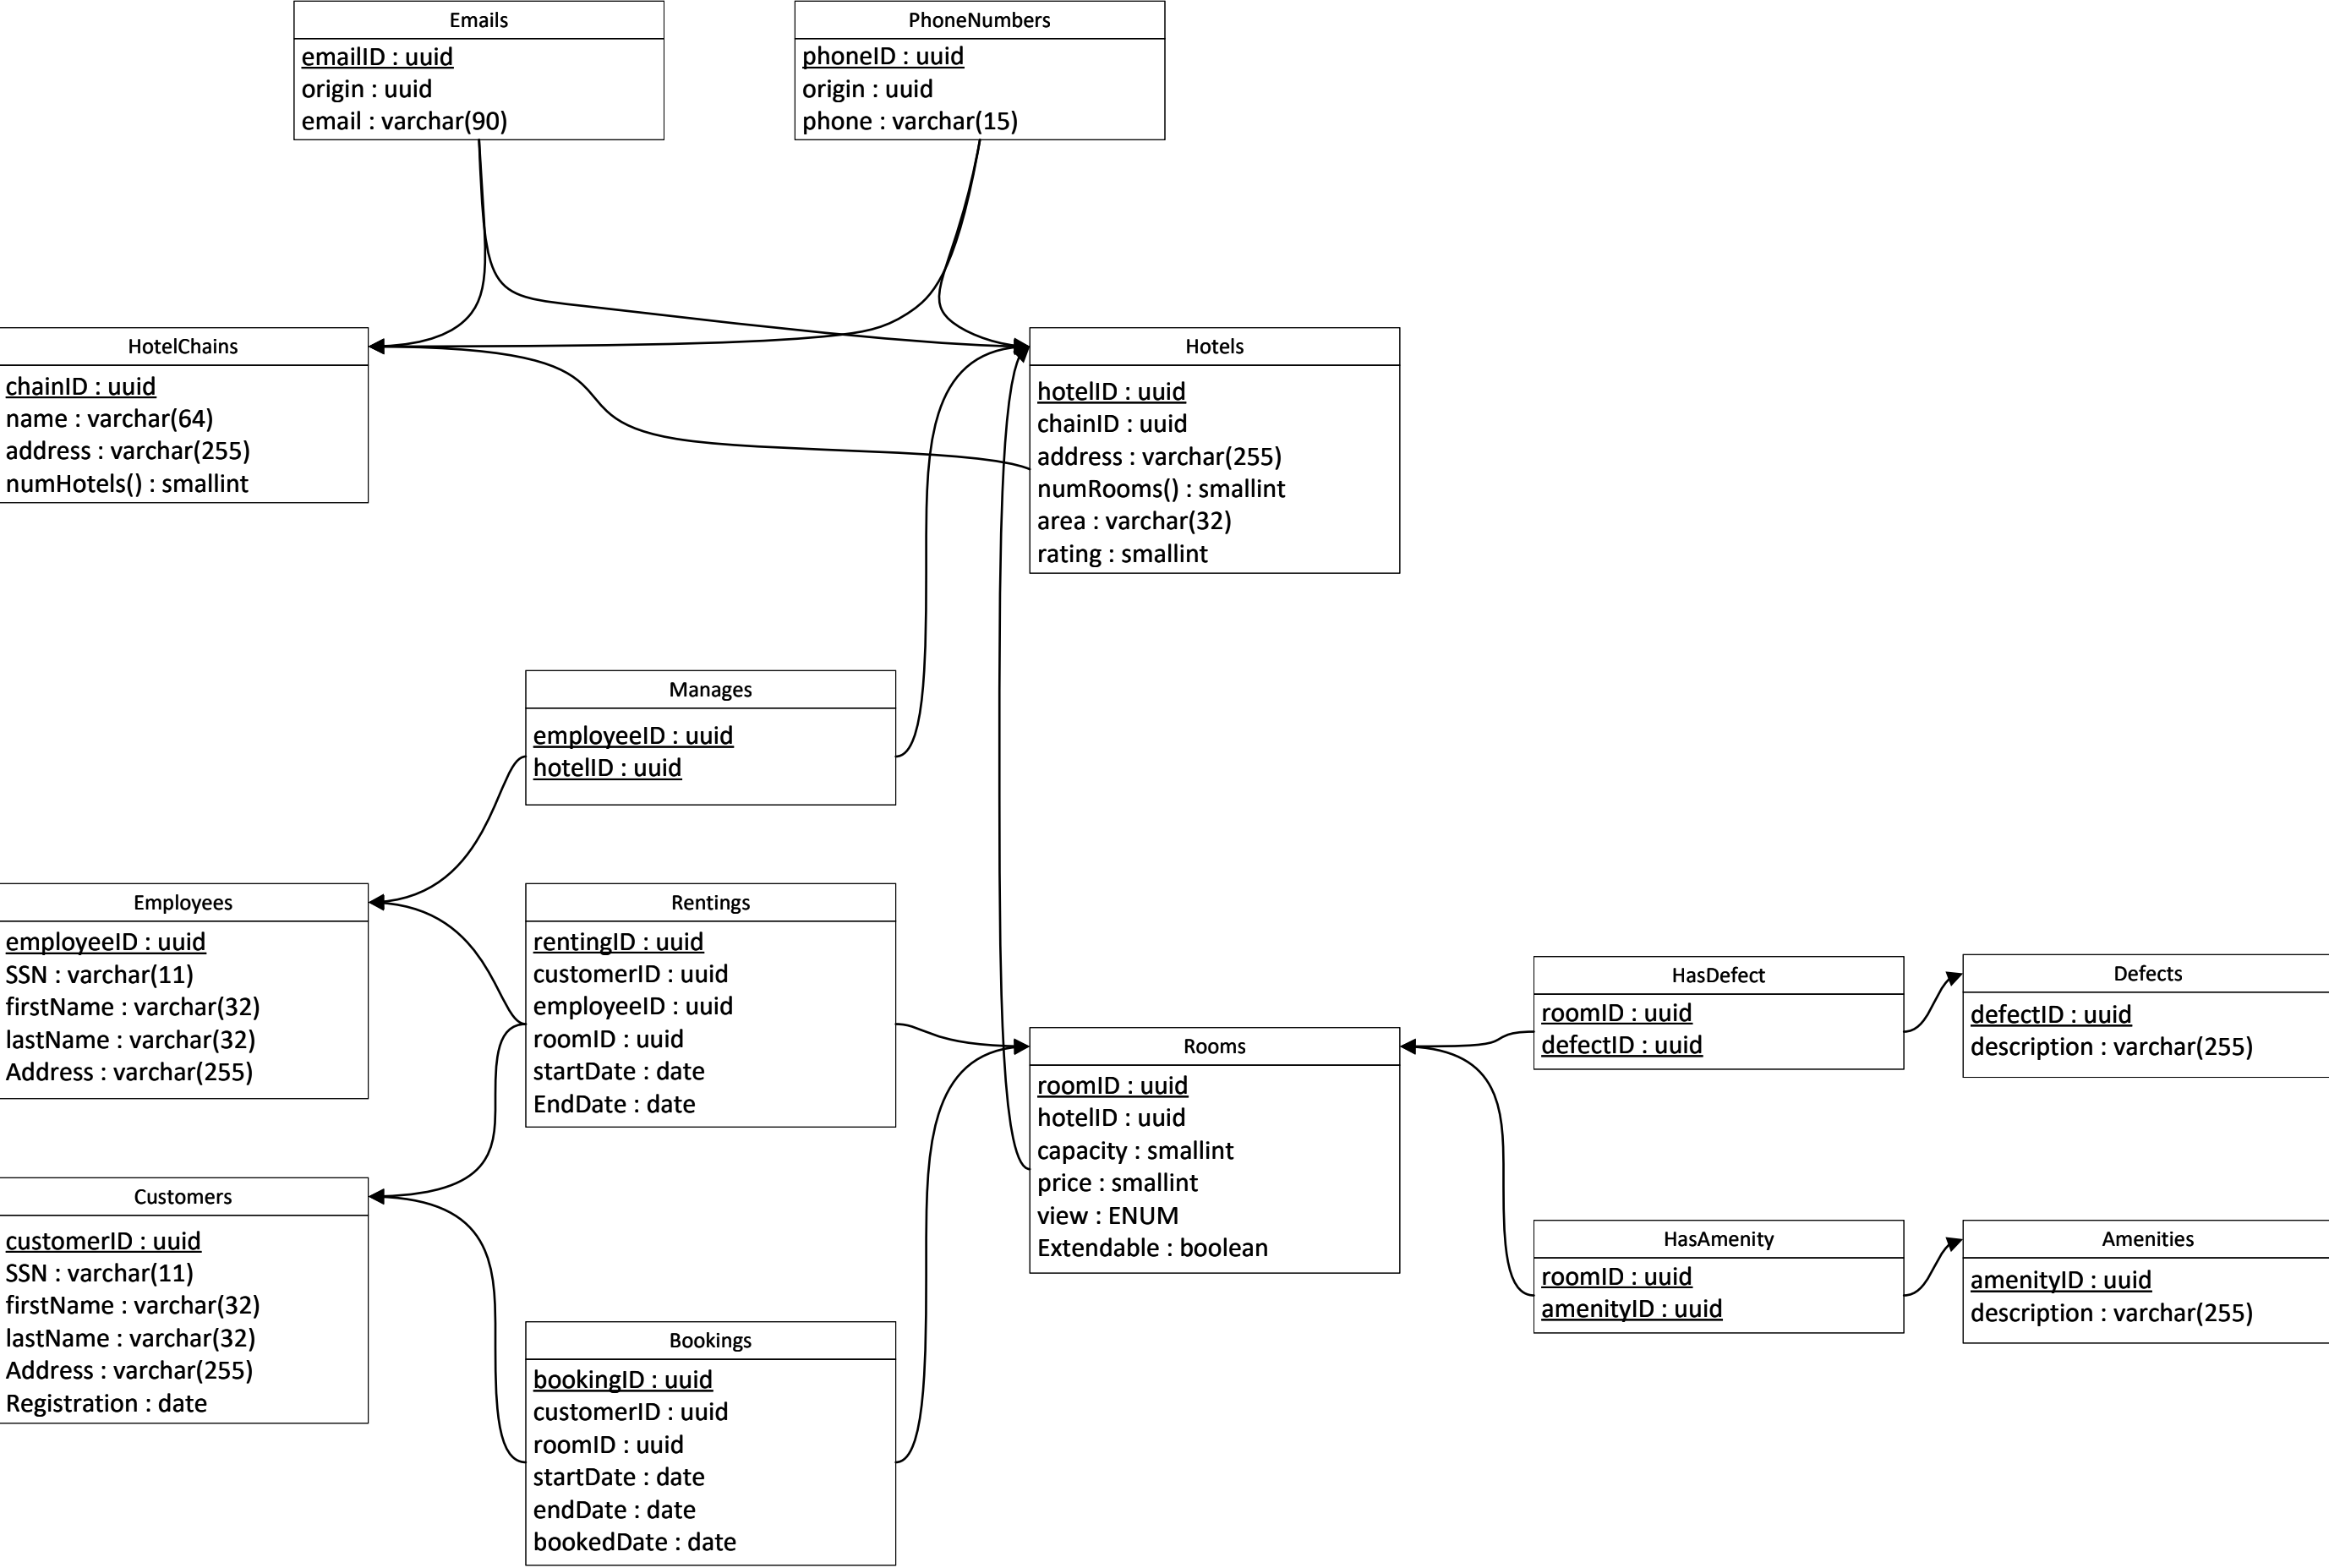 Emails
emailID : uuid
origin : uuid
email : varchar(90)
PhoneNumbers
phoneID : uuid
origin : uuid
phone : varchar(15)
HotelChains
chainID : uuid
name : varchar(64)
address : varchar(255)
numHotels() : smallint
Hotels
hotelID : uuid
chainID : uuid
address : varchar(255)
numRooms() : smallint
area : varchar(32)
rating : smallint
Manages
employeeID : uuid
hotelID : uuid
Employees
employeeID : uuid
SSN : varchar(11)
firstName : varchar(32)
lastName : varchar(32)
Address : varchar(255)
Rentings
rentingID : uuid
customerID : uuid
employeeID : uuid
roomID : uuid
startDate : date
EndDate : date
Rooms
roomID : uuid
hotelID : uuid
capacity : smallint
price : smallint
view : ENUM
Extendable : boolean
HasDefect
roomID : uuid
defectID : uuid
Defects
defectID : uuid
description : varchar(255)
Customers
customerID : uuid
SSN : varchar(11)
firstName : varchar(32)
lastName : varchar(32)
Address : varchar(255)
Registration : date
Bookings
bookingID : uuid
customerID : uuid
roomID : uuid
startDate : date
endDate : date
bookedDate : date
HasAmenity
roomID : uuid
amenityID : uuid
Amenities
amenityID : uuid
description : varchar(255)